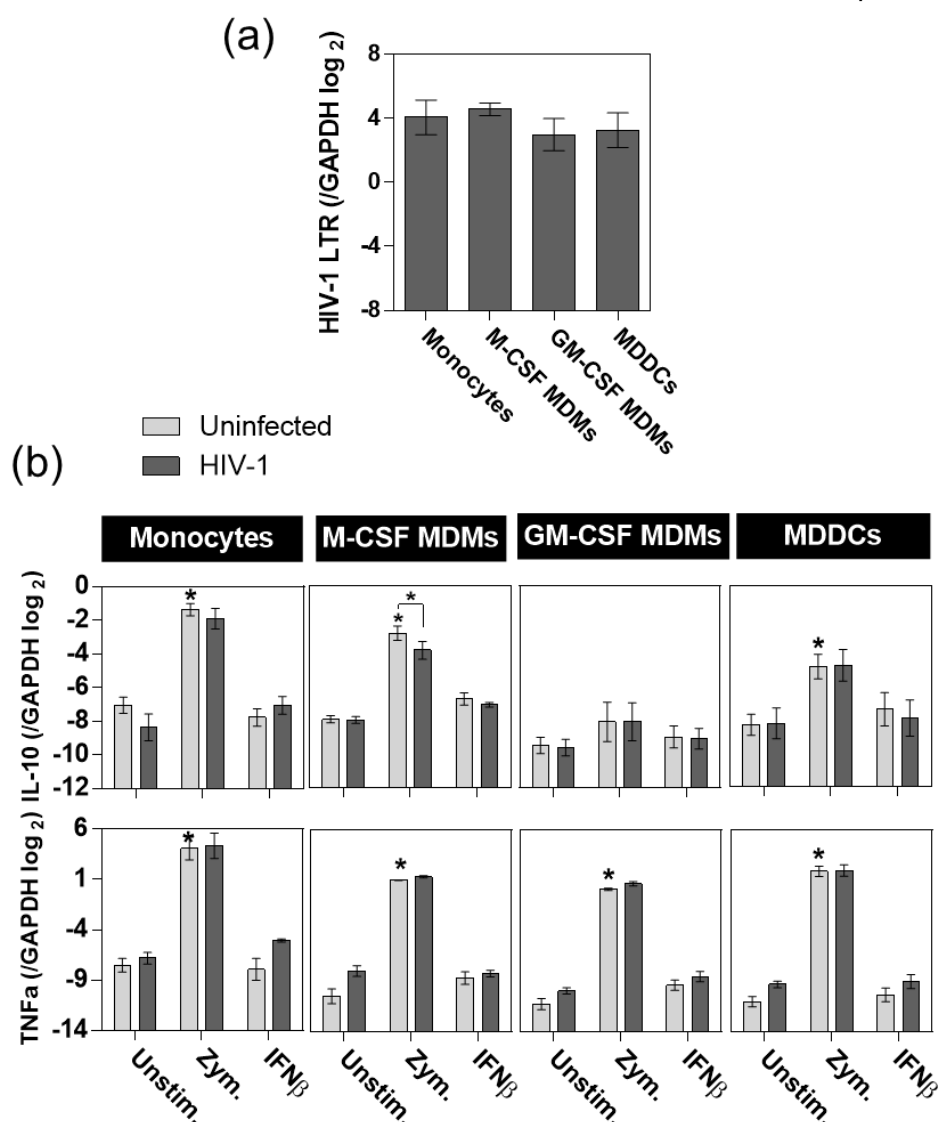 (a)
HIV-1 LTR (/GAPDH log 2)
8
4
0
-4
-8
Monocytes
M-CSF MDMs
GM-CSF MDMs
MDDCs
Uninfected
HIV-1
(b)
Monocytes
M-CSF MDMs
GM-CSF MDMs
MDDCs
IL-10 (/GAPDH log 2)
0
-2
-4
-6
-8
-10
-12
*
*
*
*
TNFa (/GAPDH log 2)
6
1
-4
-9
-14
*
*
*
*
Unstim.
Zym.
IFNβ
Unstim.
Zym.
IFNβ
Unstim.
Zym.
IFNβ
Unstim.
Zym.
IFNβ